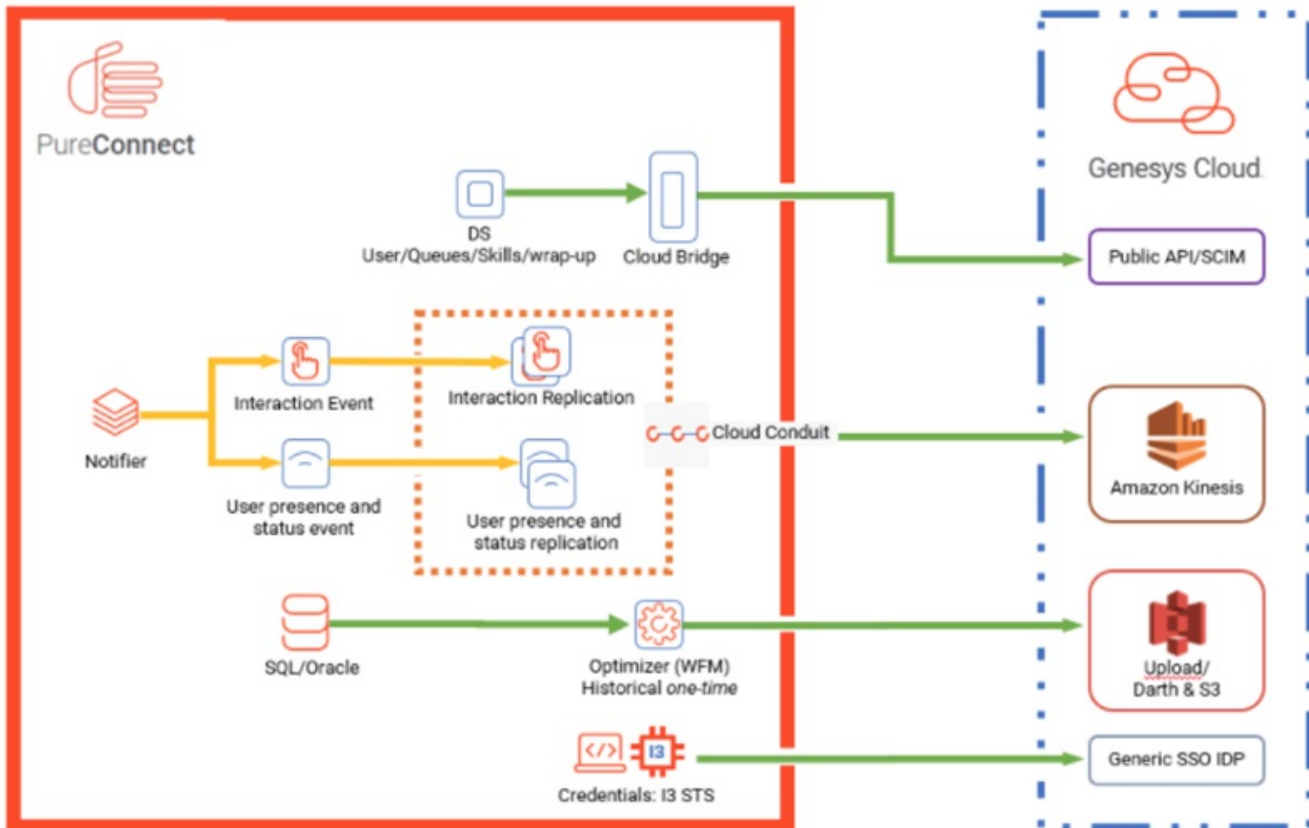 PureConnect
Genesys Cloud.
DS
User/Queues/Skills/wrap-up
Cloud Bridge
Public API/SCIM
Interaction Event
Interaction Replication
Cloud Conduit
Notifier
Amazon Kinesis
User presence and
status event
User presence and
status replication
SQL/Oracle
Optimizer (WFM)
Historical one-time
Upload/
Darth & S3
</>
I3
Credentials: I3 STS
Generic SSO IDP